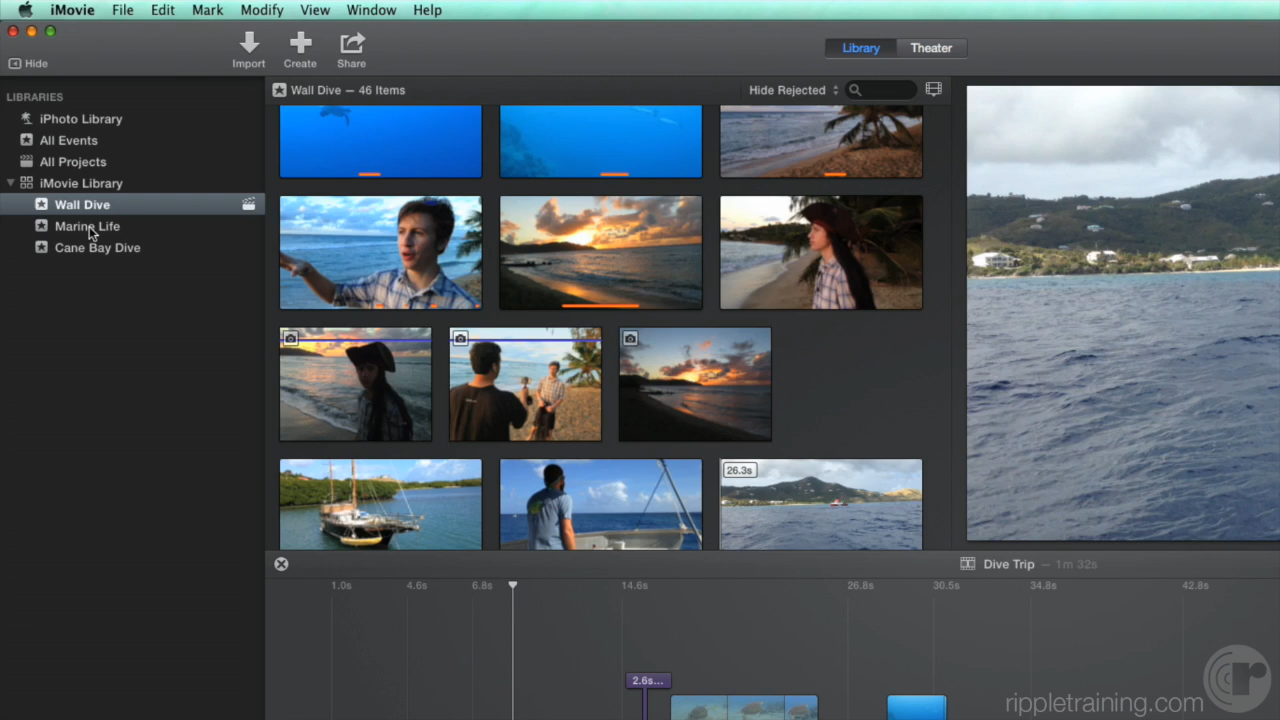 iMovie File Edit Mark Modify View Window Help
Hide Import Create Share Library Theater
LIBRARIES
iPhoto Library
All Events
All Projects
iMovie Library
Wall Dive
Marine Life
Cane Bay Dive
Wall Dive — 46 Items Hide Rejected
26.3s
Dive Trip — 1m 32s
1.0s 4.6s 6.8s 14.6s 26.8s 30.5s 34.8s 42.8s
2.6s...
rippletraining.com